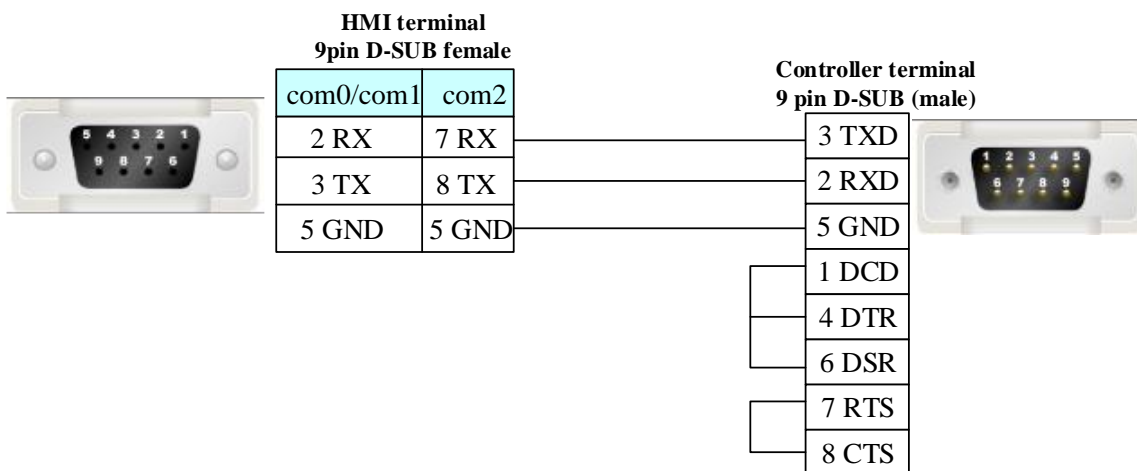 HMI terminal
9pin D-SUB female
com0/com1 com2
2 RX 7 RX
3 TX 8 TX
5 GND 5 GND
5 4 3 2 1
9 8 7 6
Controller terminal
9 pin D-SUB (male)
3 TXD
2 RXD
5 GND
1 DCD
4 DTR
6 DSR
7 RTS
8 CTS
1 2 3 4 5
6 7 8 9